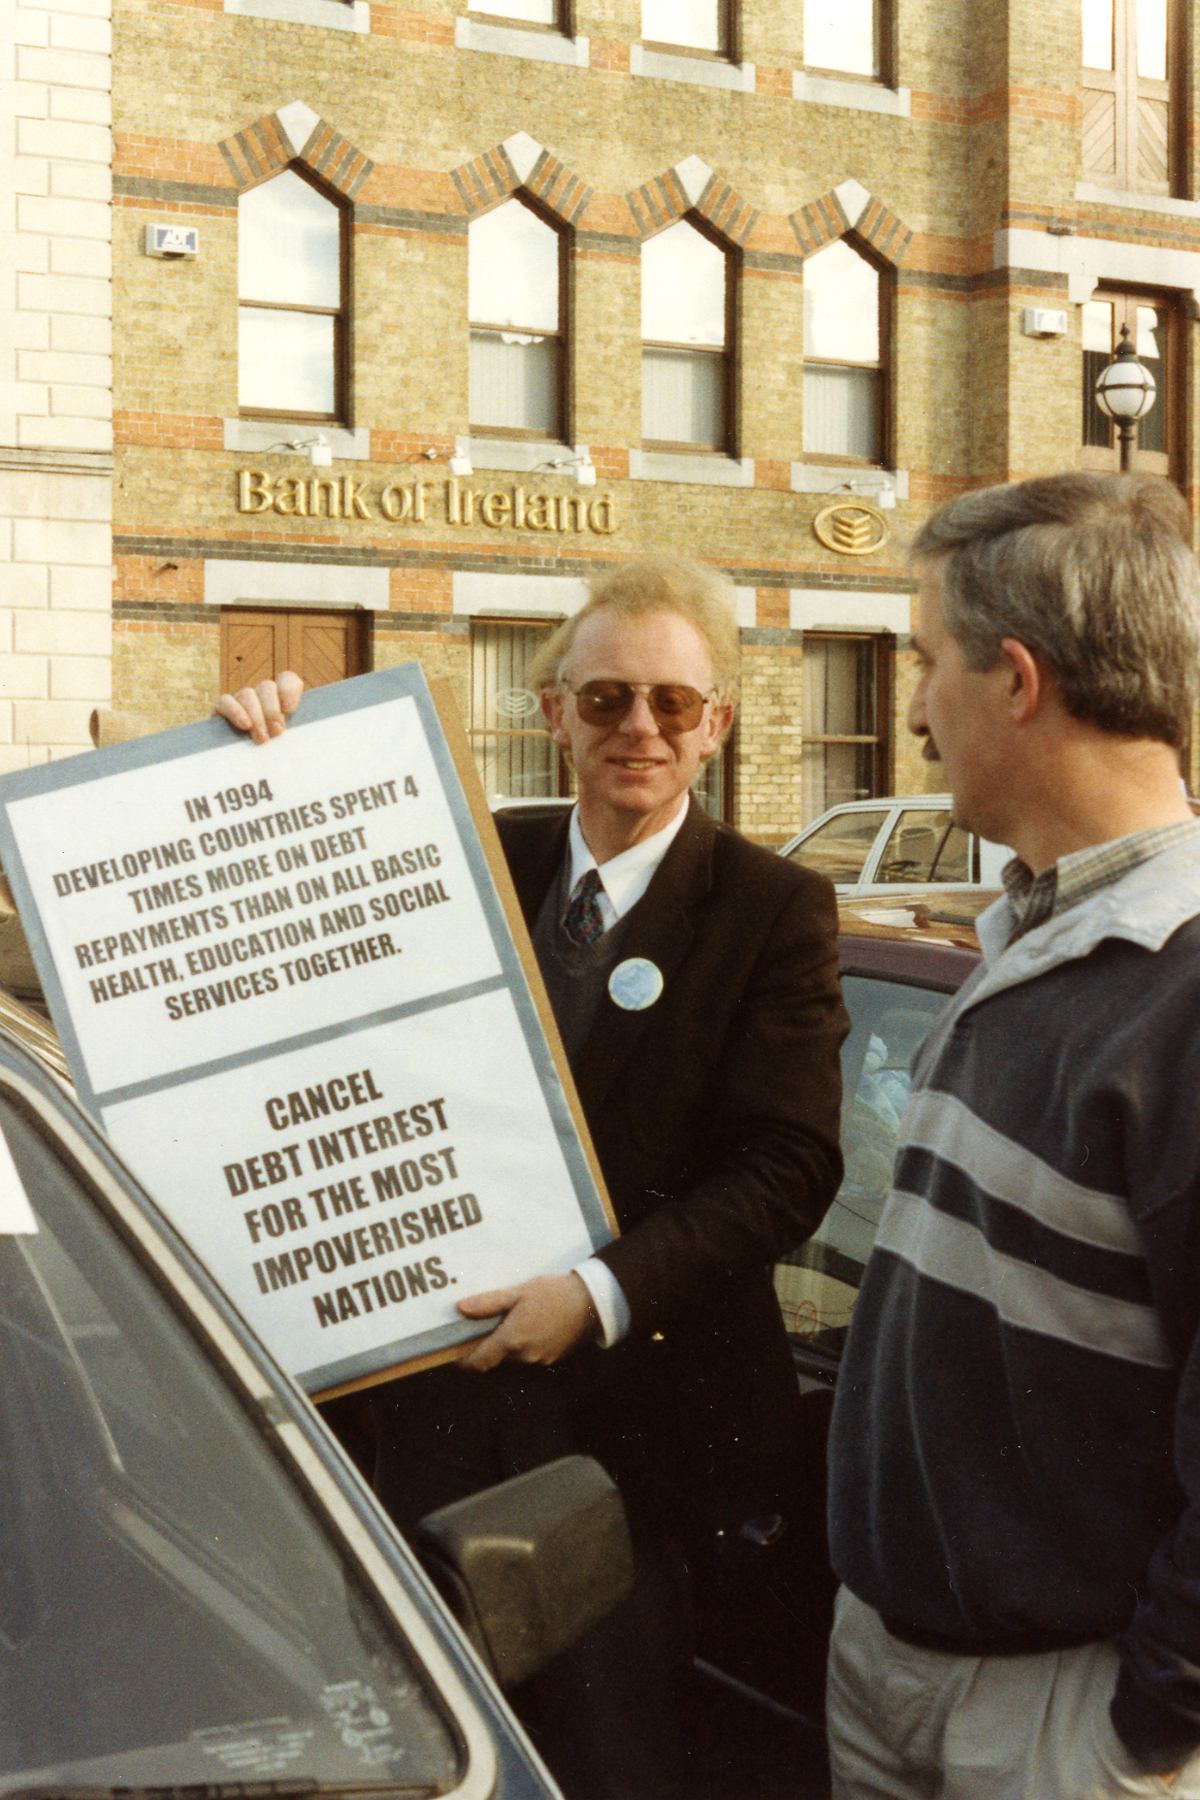 ADT
Bank of Ireland
IN 1994
DEVELOPING COUNTRIES SPENT 4
TIMES MORE ON DEBT
REPAYMENTS THAN ON ALL BASIC
HEALTH, EDUCATION AND SOCIAL
SERVICES TOGETHER.
CANCEL
DEBT INTEREST
FOR THE MOST
IMPOVERISHED
NATIONS.